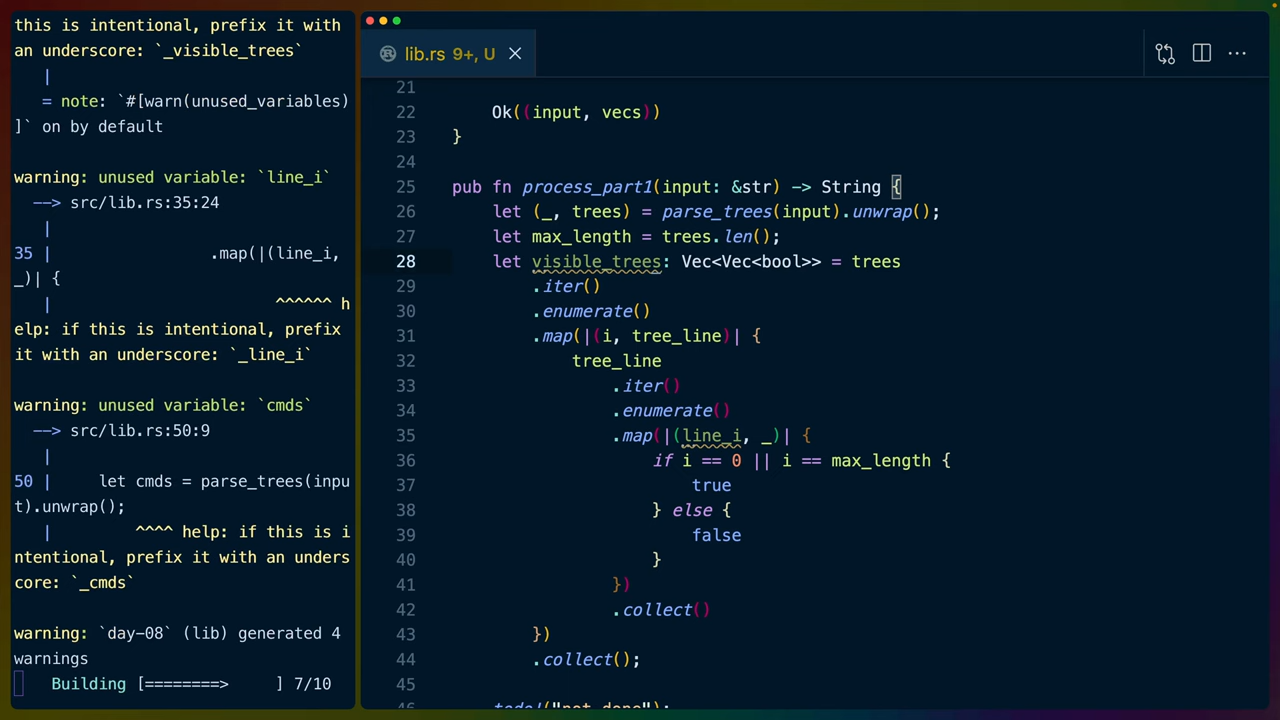 this is intentional, prefix it with
an underscore: `_visible_trees`
|
= note: `#[warn(unused_variables)
]` on by default
warning: unused variable: `line_i`
--> src/lib.rs:35:24
|
35 | .map(|(line_i,
_)| {
| ^^^^^^ h
elp: if this is intentional, prefix
it with an underscore: `_line_i`
warning: unused variable: `cmds`
--> src/lib.rs:50:9
|
50 | let cmds = parse_trees(inpu
t).unwrap();
| ^^^^ help: if this is i
ntentional, prefix it with an unders
core: `_cmds`
warning: `day-08` (lib) generated 4
warnings
Building [========> ] 7/10
lib.rs 9+, U
21
22 Ok((input, vecs))
23 }
24
25 pub fn process_part1(input: &str) -> String {
26 let (_, trees) = parse_trees(input).unwrap();
27 let max_length = trees.len();
28 let visible_trees: Vec<Vec<bool>> = trees
29 .iter()
30 .enumerate()
31 .map(|(i, tree_line)| {
32 tree_line
33 .iter()
34 .enumerate()
35 .map(|(line_i, _)| {
36 if i == 0 || i == max_length {
37 true
38 } else {
39 false
40 }
41 })
42 .collect()
43 })
44 .collect();
45
46 todo!("not done");